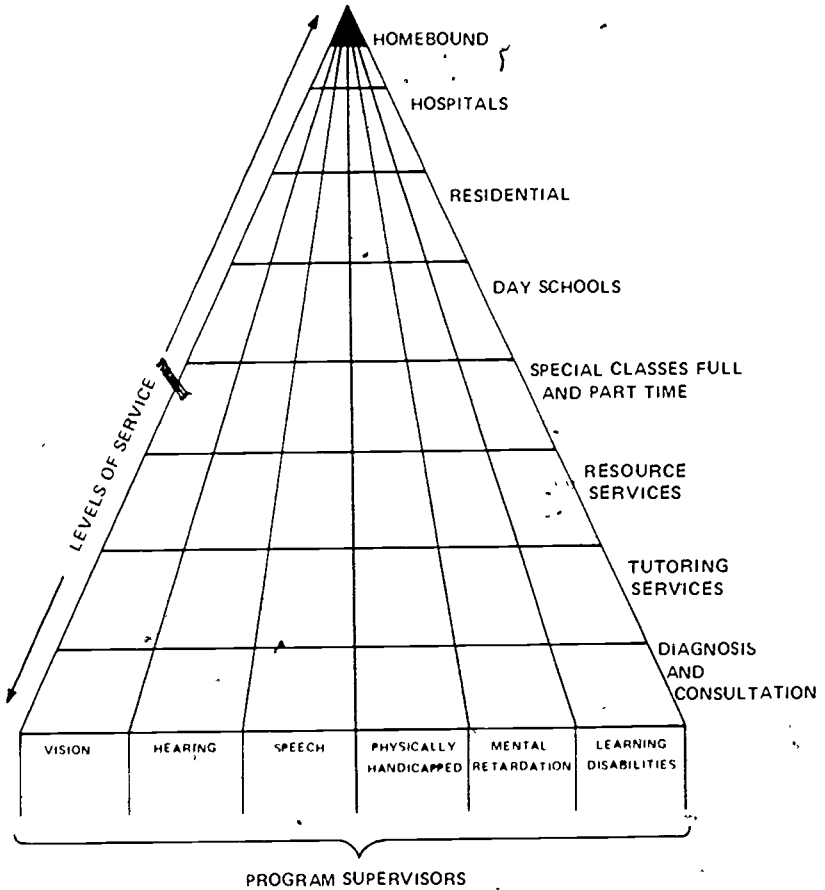 HOMEBOUND
HOSPITALS
RESIDENTIAL
DAY SCHOOLS
SPECIAL CLASSES FULL
AND PART TIME
LEVELS OF SERVICE
RESOURCE
SERVICES
TUTORING
SERVICES
DIAGNOSIS
AND
CONSULTATION
VISION
HEARING
SPEECH
PHYSICALLY
HANDICAPPED
MENTAL
RETARDATION
LEARNING
DISABILITIES
PROGRAM SUPERVISORS